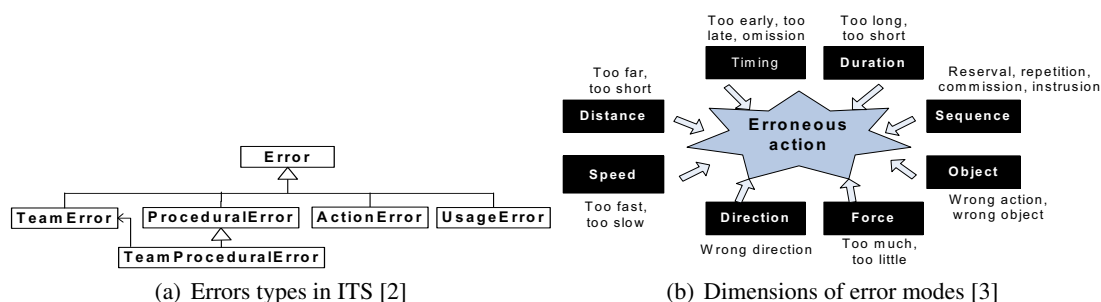 Error
TeamError
ProceduralError
ActionError
UsageError
TeamProceduralError
(a) Errors types in ITS [2]
Too early, too
late, omission
Timing
Too long,
too short
Duration
Too far,
too short
Distance
Reserval, repetition,
commission, instrusion
Sequence
Erroneous
action
Speed
Too fast,
too slow
Object
Wrong action,
wrong object
Direction
Wrong direction
Force
Too much,
too little
(b) Dimensions of error modes [3]